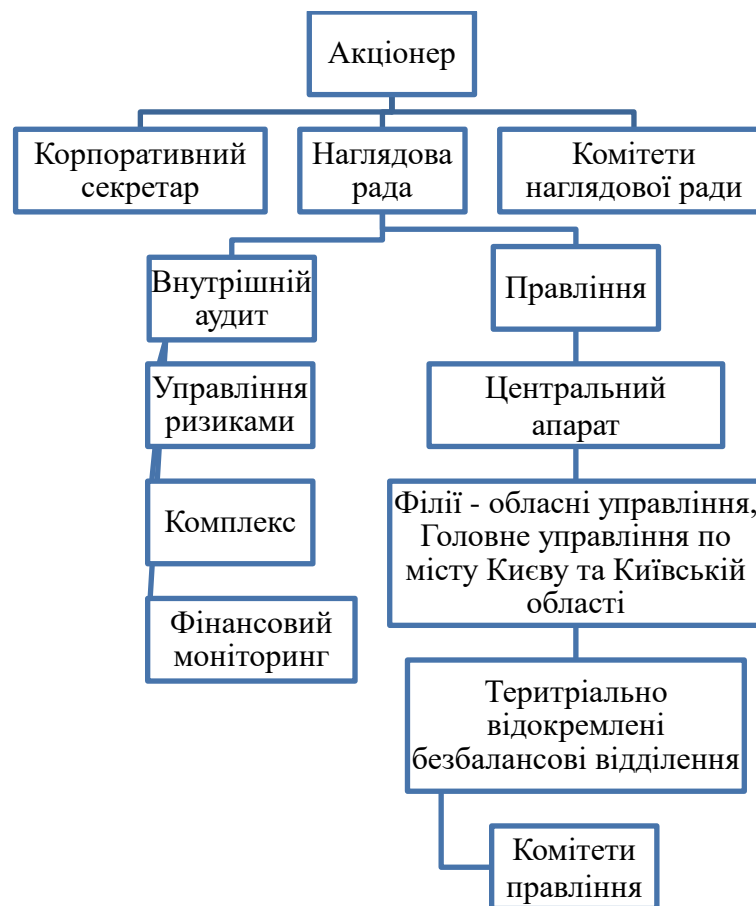 Акціонер
Корпоративний
секретар
Наглядова
рада
Комітети
наглядової ради
Внутрішній
аудит
Правління
Управління
ризиками
Центральний
апарат
Комплекс
Філії - обласні управління,
Головне управління по
місту Києву та Київській
області
Фінансовий
моніторинг
Теритріально
відокремлені
безбалансові відділення
Комітети
правління